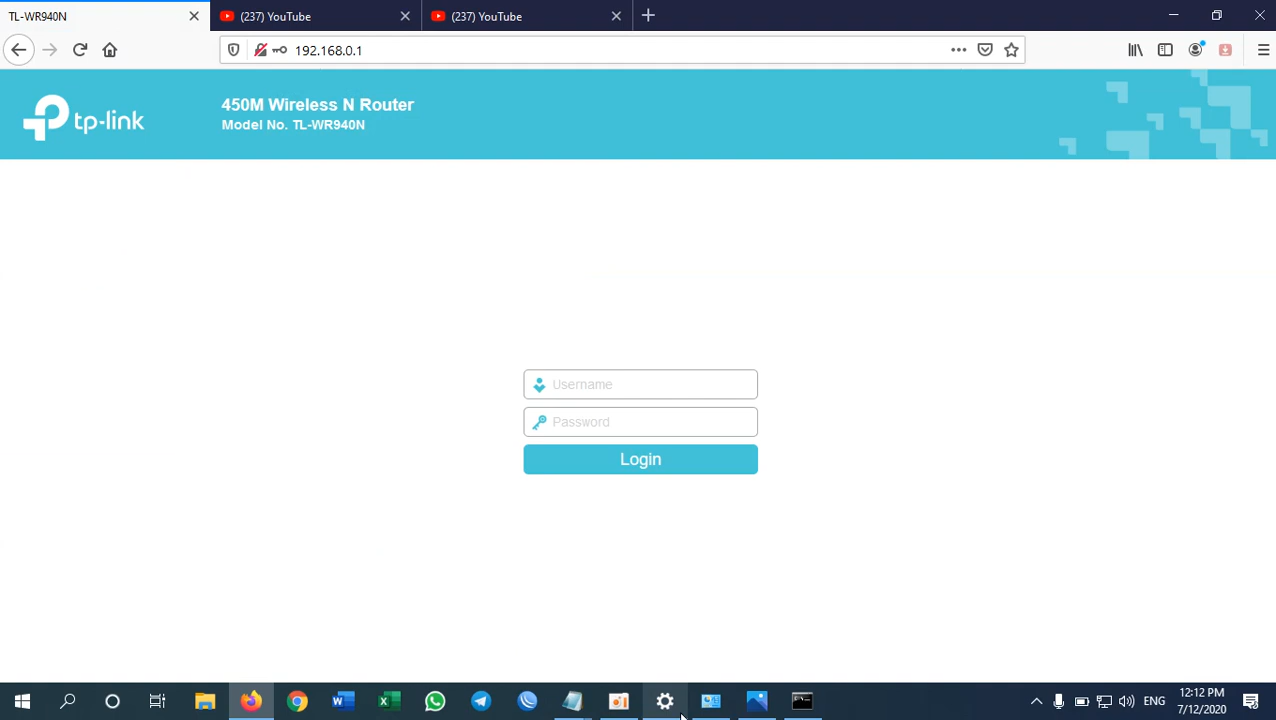 TL-WR940N
(237) YouTube
(237) YouTube
192.168.0.1
tp-link
450M Wireless N Router
Model No. TL-WR940N
Username
Password
Login
ENG
12:12 PM
7/12/2020